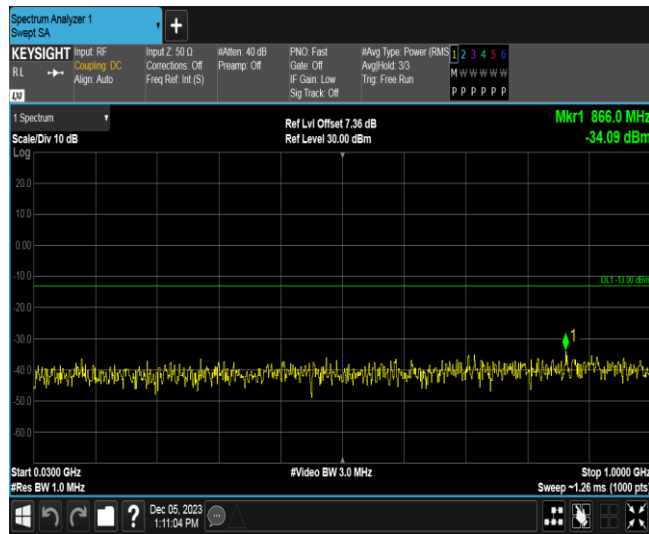 Spectrum Analyzer 1
Swept SA
+
KEYSIGHT
RL
LXI
Input: RF
Coupling: DC
Align: Auto
Input Z: 50 Ω
Corrections: Off
Freq Ref: Int (S)
#Atten: 40 dB
Preamp: Off
PNO: Fast
Gate: Off
IF Gain: Low
Sig Track: Off
#Avg Type: Power (RMS
Avg|Hold: 3/3
Trig: Free Run
1 2 3 4 5 6
M W W W W W
P P P P P P
1 Spectrum
Scale/Div 10 dB
Ref Lvl Offset 7.36 dB
Ref Level 30.00 dBm
Mkr1 866.0 MHz
-34.09 dBm
Log
20.0
10.0
0.00
-10.0
DL1 -13.00 dBm
-20.0
-30.0
1
-40.0
-50.0
-60.0
Start 0.0300 GHz
#Video BW 3.0 MHz
Stop 1.0000 GHz
#Res BW 1.0 MHz
Sweep ~1.26 ms (1000 pts)
?
Dec 05, 2023
1:11:04 PM